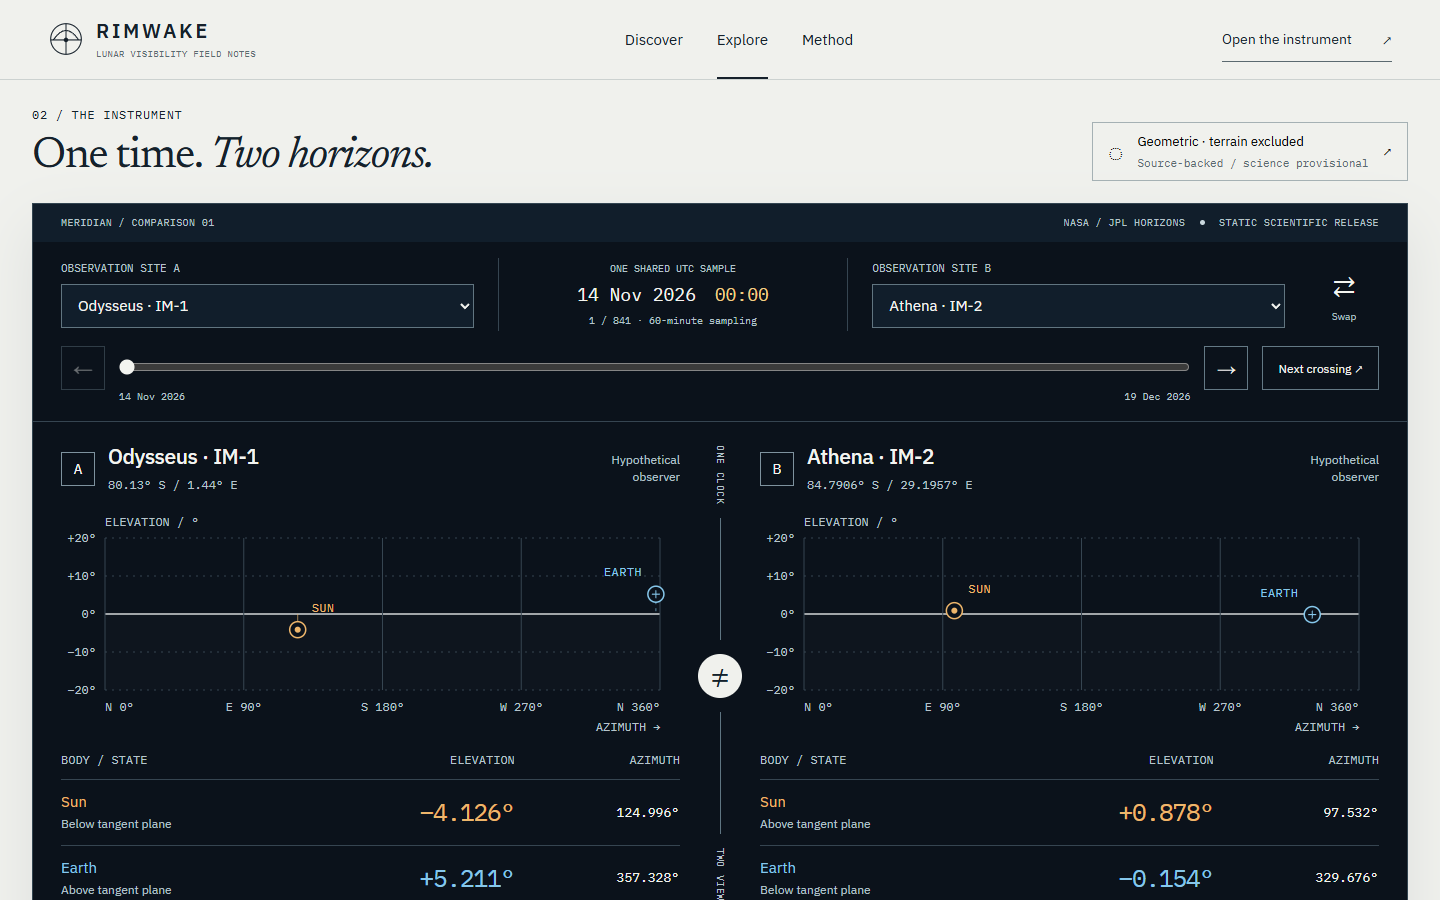 RIMWAKE
LUNAR VISIBILITY FIELD NOTES
Discover
Explore
Method
Open the instrument ↗
02 / THE INSTRUMENT
One time. Two horizons.
Geometric · terrain excluded
Source-backed / science provisional
↗
MERIDIAN / COMPARISON 01
NASA / JPL HORIZONS ● STATIC SCIENTIFIC RELEASE
OBSERVATION SITE A
Odysseus · IM-1
ONE SHARED UTC SAMPLE
14 Nov 2026 00:00
1 / 841 · 60-minute sampling
OBSERVATION SITE B
Athena · IM-2
⇄
Swap
←
→
Next crossing ↗
14 Nov 2026
19 Dec 2026
A
Odysseus · IM-1
80.13° S / 1.44° E
Hypothetical
observer
ELEVATION / °
+20°
+10°
0°
−10°
−20°
EARTH
SUN
N 0°
E 90°
S 180°
W 270°
N 360°
AZIMUTH →
BODY / STATE
ELEVATION
AZIMUTH
Sun
Below tangent plane
−4.126°
124.996°
Earth
Above tangent plane
+5.211°
357.328°
ONE CLOCK
≠
TWO VIEW
B
Athena · IM-2
84.7906° S / 29.1957° E
Hypothetical
observer
ELEVATION / °
+20°
+10°
0°
−10°
−20°
SUN
EARTH
N 0°
E 90°
S 180°
W 270°
N 360°
AZIMUTH →
BODY / STATE
ELEVATION
AZIMUTH
Sun
Above tangent plane
+0.878°
97.532°
Earth
Below tangent plane
−0.154°
329.676°